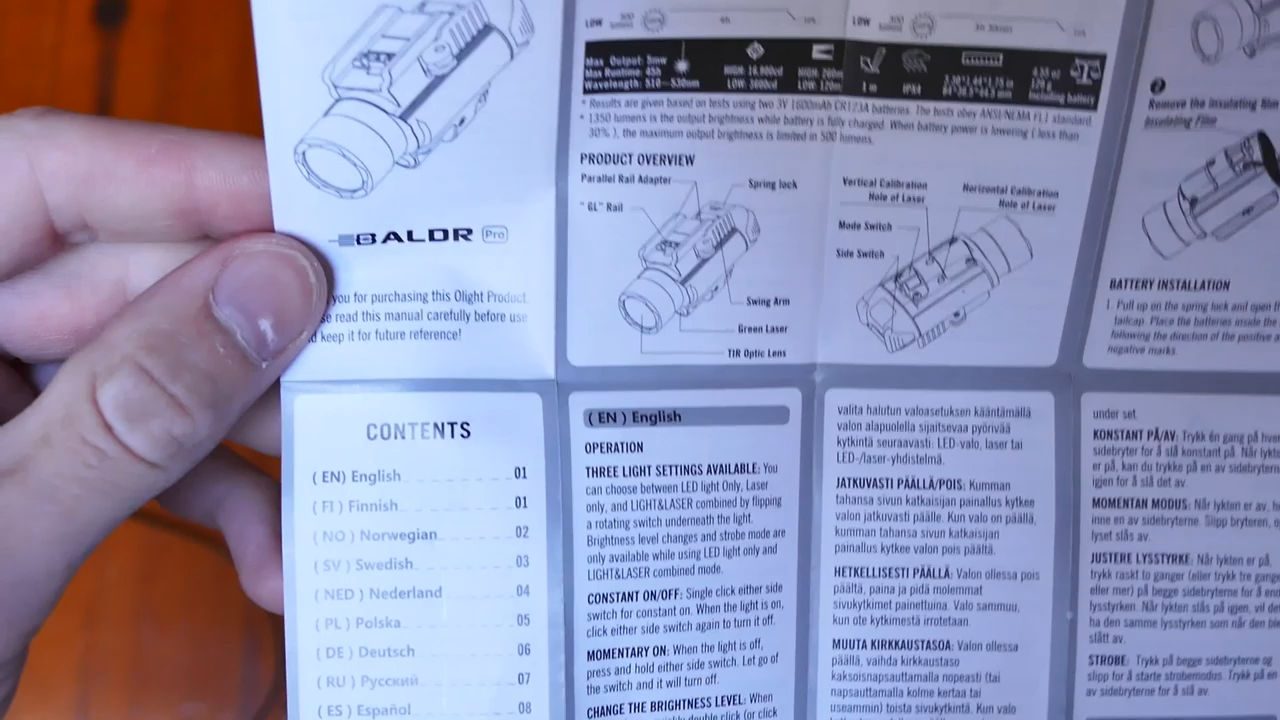 BALDR Pro
you for purchasing this Olight Product.
read this manual carefully before use
keep it for future reference!
CONTENTS
( EN) English 01
( FI ) Finnish 01
( NO ) Norwegian 02
( SV ) Swedish 03
( NED ) Nederland 04
( PL ) Polska 05
( DE ) Deutsch 06
( RU ) Русский 07
( ES ) Español 08
LOW 500
LOW 500
Max Output: 5mw
Max Runtime: 45h
Wavelength: 510—530nm
LOW: 3000cd
HIGH: 260m
LOW: 120m
1 m
IPX4
* Results are given based on tests using two 3V 1600mAh CR123A batteries. The tests obey ANSI/NEMA FL1 standard.
* 1350 lumens is the output brightness while battery is fully charged. When battery power is lowering ( less than
30% ), the maximum output brightness is limited in 500 lumens.
PRODUCT OVERVIEW
Parallel Rail Adapter
Spring lock
" GL" Rail
Swing Arm
Green Laser
TIR Optic Lens
Vertical Calibration
Hole of Laser
Horizontal Calibration
Hole of Laser
Mode Switch
Side Switch
( EN ) English
OPERATION
THREE LIGHT SETTINGS AVAILABLE: You
can choose between LED light Only, Laser
only, and LIGHT&LASER combined by flipping
a rotating switch underneath the light.
Brightness level changes and strobe mode are
only available while using LED light only and
LIGHT&LASER combined mode.
CONSTANT ON/OFF: Single click either side
switch for constant on. When the light is on,
click either side switch again to turn it off.
MOMENTARY ON: When the light is off,
press and hold either side switch. Let go of
the switch and it will turn off.
CHANGE THE BRIGHTNESS LEVEL: When
double click (or click
valita halutun valoasetuksen kääntämällä
valon alapuolella sijaitsevaa pyörivää
kytkintä seuraavasti: LED-valo, laser tai
LED-/laser-yhdistelmä.
JATKUVASTI PÄÄLLÄ/POIS: Kumman
tahansa sivun katkaisijan painallus kytkee
valon jatkuvasti päälle. Kun valo on päällä,
kumman tahansa sivun katkaisijan
painallus kytkee valon pois päältä.
HETKELLISESTI PÄÄLLÄ: Valon ollessa pois
päältä, paina ja pidä molemmat
sivukytkimet painettuina. Valo sammuu,
kun ote kytkimestä irrotetaan.
MUUTA KIRKKAUSTASOA: Valon ollessa
päällä, vaihda kirkkaustaso
kaksoisnapsauttamalla nopeasti (tai
napsauttamalla kolme kertaa tai
useammin) toista sivukytkintä. Kun valo
2
Remove the insulating film
Insulating Film
BATTERY INSTALLATION
1. Pull up on the spring lock and open
tailcap. Place the batteries inside the
following the direction of the positive
negative marks.
under set.
KONSTANT PÅ/AV: Trykk én gang på
sidebryter for å slå konstant på. Når
er på, kan du trykke på en av
igjen for å slå det av.
MOMENTAN MODUS: Når lykten er av,
inne en av sidebryterne. Slipp bryteren,
lyset slås av.
JUSTERE LYSSTYRKE: Når lykten er på,
trykk raskt to ganger (eller trykk tre
eller mer) på begge sidebryterne for å
lysstyrken. Når lykten slås på igjen, vil
ha den samme lysstyrken som når den
slått av.
STROBE: Trykk på begge sidebryterne og
slipp for å starte strobemodus. Trykk på en
av sidebryterne for å slå av.